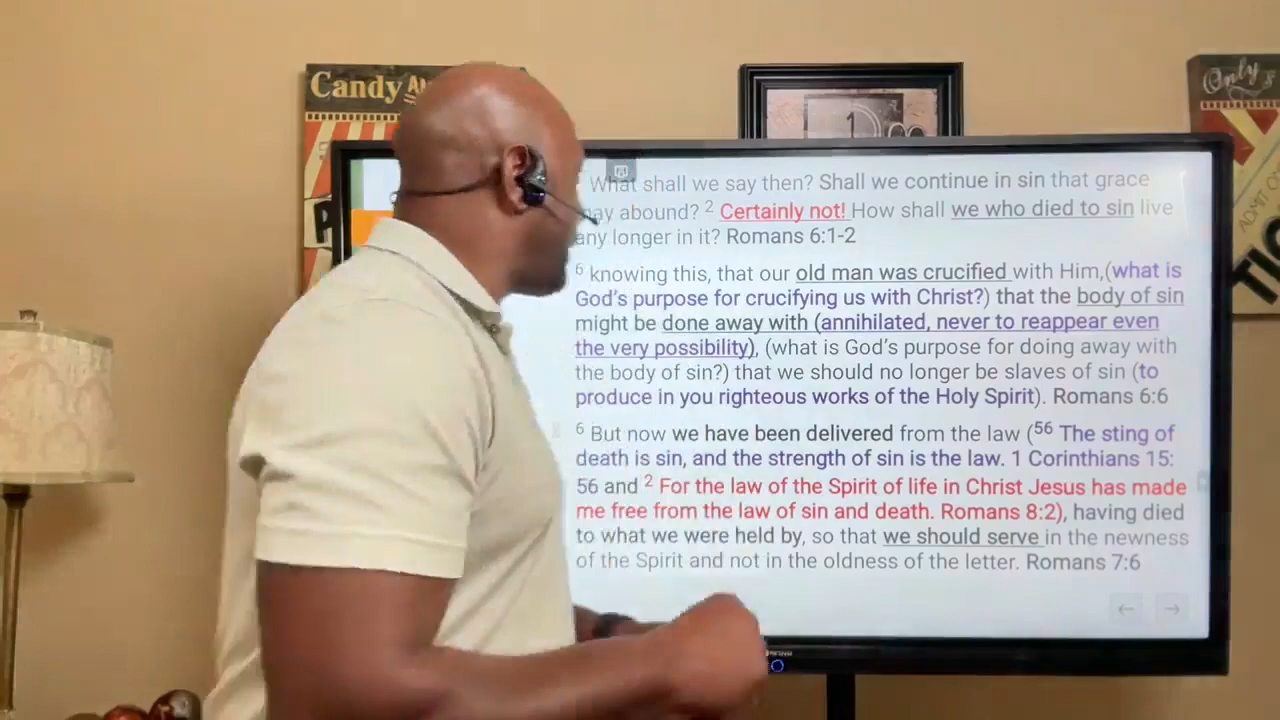 Candy
Only's
1
ADMIT O
TIC
What shall we say then? Shall we continue in sin that grace
may abound? 2 Certainly not! How shall we who died to sin live
any longer in it? Romans 6:1-2
6 knowing this, that our old man was crucified with Him,(what is
God's purpose for crucifying us with Christ?) that the body of sin
might be done away with (annihilated, never to reappear even
the very possibility), (what is God's purpose for doing away with
the body of sin?) that we should no longer be slaves of sin (to
produce in you righteous works of the Holy Spirit). Romans 6:6
6 But now we have been delivered from the law (56 The sting of
death is sin, and the strength of sin is the law. 1 Corinthians 15:
56 and 2 For the law of the Spirit of life in Christ Jesus has made
me free from the law of sin and death. Romans 8:2), having died
to what we were held by, so that we should serve in the newness
of the Spirit and not in the oldness of the letter. Romans 7:6